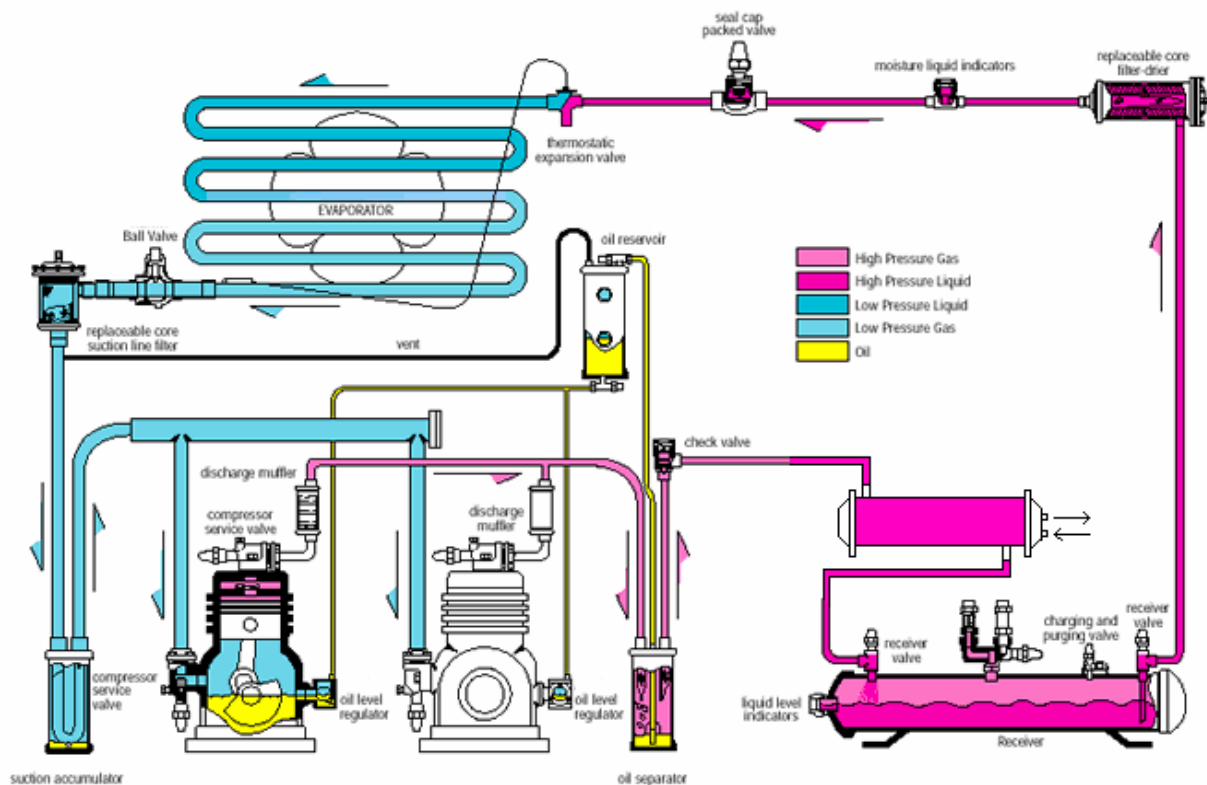 seal cap
packed valve
moisture liquid indicators
replaceable core
filter-drier
thermostatic
expansion valve
EVAPORATOR
Ball Valve
oil reservoir
High Pressure Gas
High Pressure Liquid
Low Pressure Liquid
Low Pressure Gas
Oil
replaceable core
suction line filter
vent
check valve
discharge muffler
compressor
service valve
discharge
muffler
charging and
purging valve
receiver
valve
receiver
valve
compressor
service
valve
oil level
regulator
oil level
regulator
liquid level
indicators
Receiver
suction accumulator
oil separator